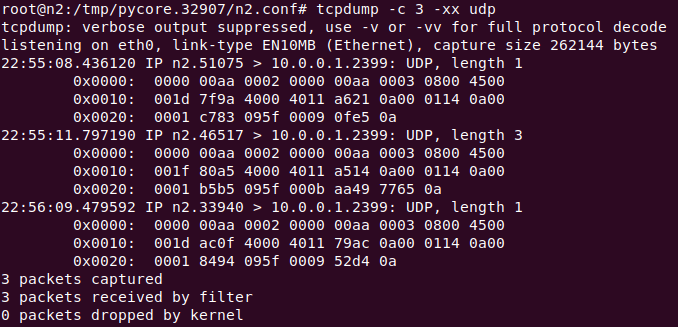 root@n2:/tmp/pycore.32907/n2.conf# tcpdump -c 3 -xx udp
tcpdump: verbose output suppressed, use -v or -vv for full protocol decode
listening on eth0, link-type EN10MB (Ethernet), capture size 262144 bytes
22:55:08.436120 IP n2.51075 > 10.0.0.1.2399: UDP, length 1
        0x0000:  0000 00aa 0002 0000 00aa 0003 0800 4500
        0x0010:  001d 7f9a 4000 4011 a621 0a00 0114 0a00
        0x0020:  0001 c783 095f 0009 0fe5 0a
22:55:11.797190 IP n2.46517 > 10.0.0.1.2399: UDP, length 3
        0x0000:  0000 00aa 0002 0000 00aa 0003 0800 4500
        0x0010:  001f 80a5 4000 4011 a514 0a00 0114 0a00
        0x0020:  0001 b5b5 095f 000b aa49 7765 0a
22:56:09.479592 IP n2.33940 > 10.0.0.1.2399: UDP, length 1
        0x0000:  0000 00aa 0002 0000 00aa 0003 0800 4500
        0x0010:  001d ac0f 4000 4011 79ac 0a00 0114 0a00
        0x0020:  0001 8494 095f 0009 52d4 0a
3 packets captured
3 packets received by filter
0 packets dropped by kernel